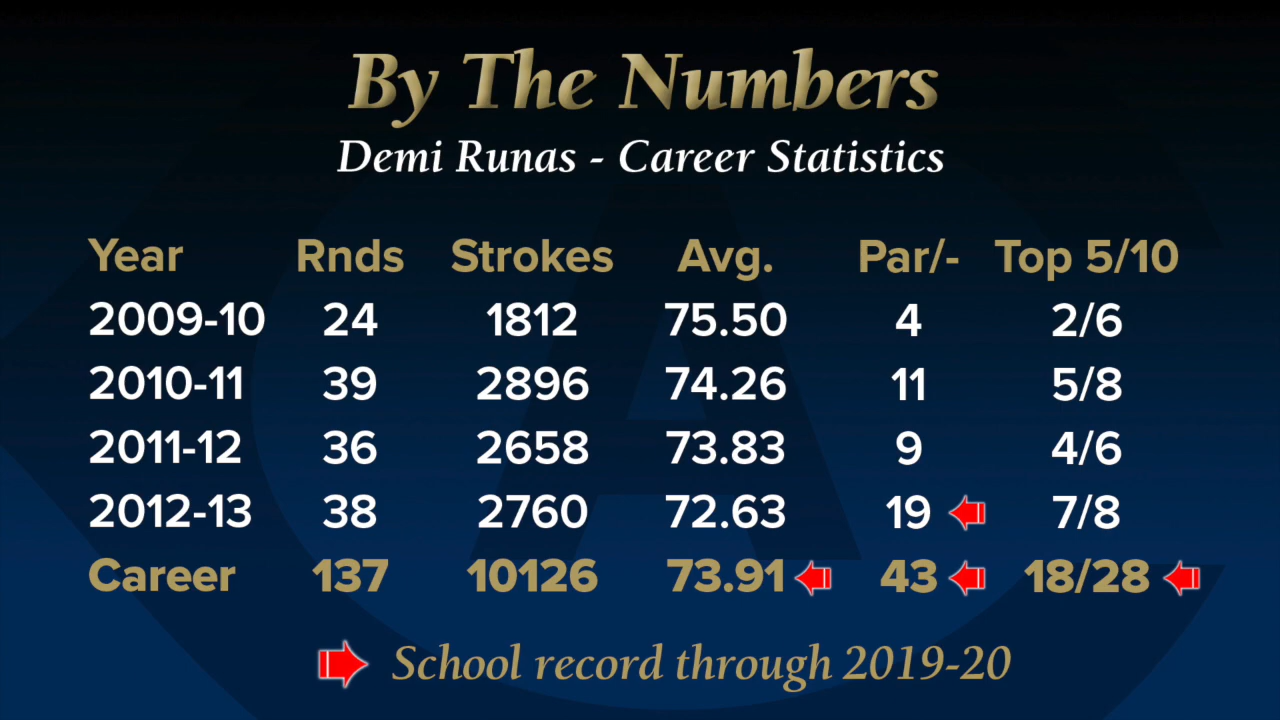 By The Numbers
Demi Runas - Career Statistics
Year Rnds Strokes Avg. Par/- Top 5/10
2009-10 24 1812 75.50 4 2/6
2010-11 39 2896 74.26 11 5/8
2011-12 36 2658 73.83 9 4/6
2012-13 38 2760 72.63 19 7/8
Career 137 10126 73.91 43 18/28
School record through 2019-20